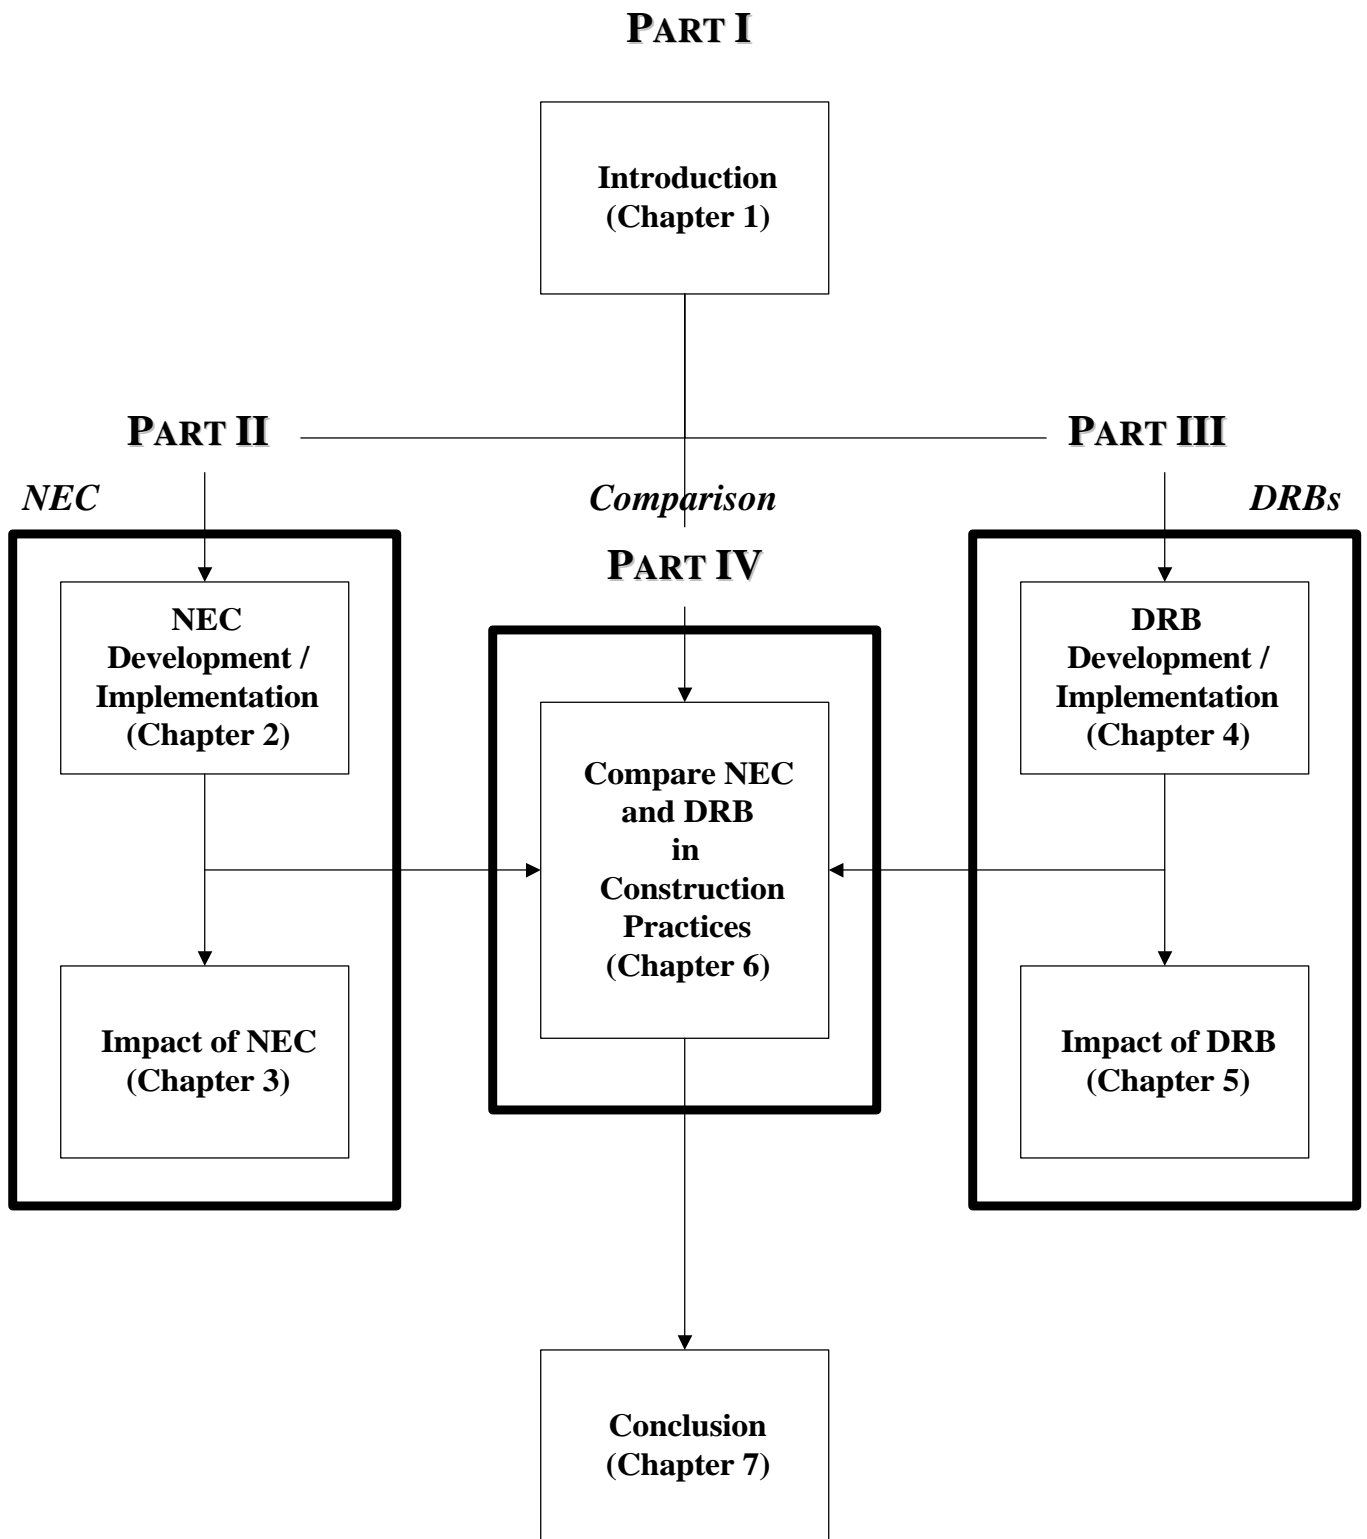 PART I
Introduction
(Chapter 1)
PART II
PART III
NEC
Comparison
DRBs
PART IV
NEC
Development /
Implementation
(Chapter 2)
DRB
Development /
Implementation
(Chapter 4)
Compare NEC
and DRB
in
Construction
Practices
(Chapter 6)
Impact of NEC
(Chapter 3)
Impact of DRB
(Chapter 5)
Conclusion
(Chapter 7)